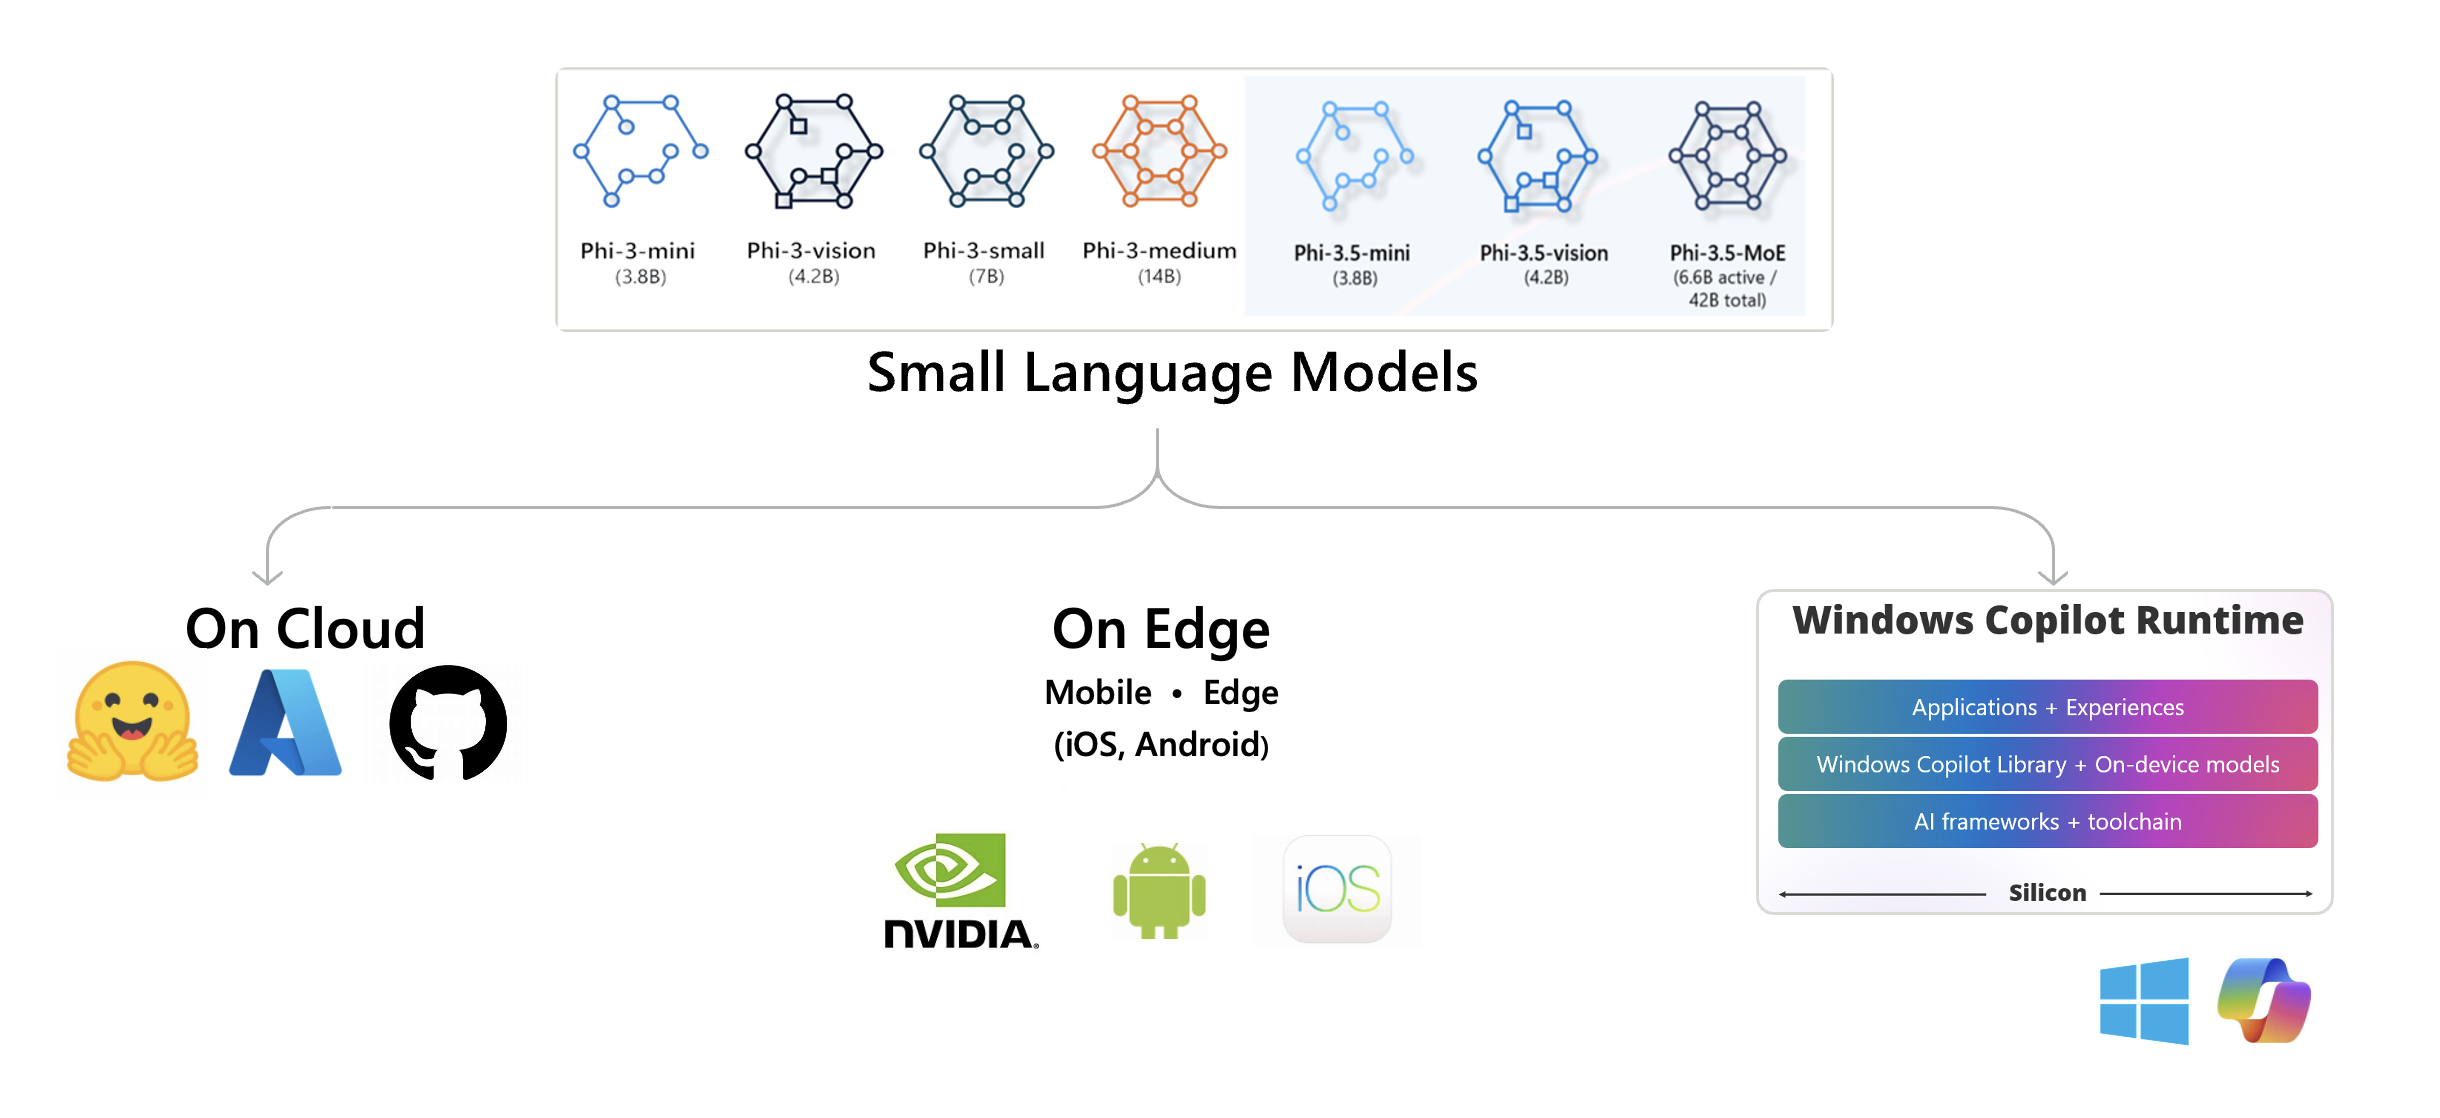 Phi-3-mini
(3.8B)
Phi-3-vision
(4.2B)
Phi-3-small
(7B)
Phi-3-medium
(14B)
Phi-3.5-mini
(3.8B)
Phi-3.5-vision
(4.2B)
Phi-3.5-MoE
(6.6B active /
42B total)
Small Language Models
On Cloud
On Edge
Mobile • Edge
(iOS, Android)
NVIDIA.
iOS
Windows Copilot Runtime
Applications + Experiences
Windows Copilot Library + On-device models
AI frameworks + toolchain
Silicon